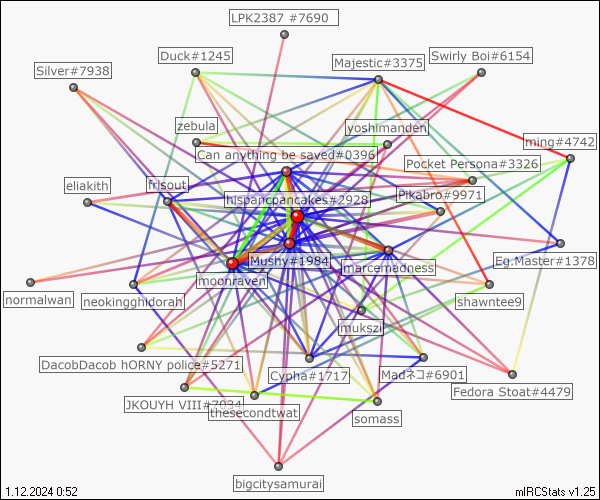 LPK2387 #7690
Duck#1245
Majestic#3375
Swirly Boi#6154
Silver#7938
zebula
yoshimanden
ming#4742
Can anything be saved#0396
Pocket Persona#3326
eliakith
frisout
hispancpancakes#2928
Pikabro#9971
Mushy#1984
marcemadness
Eg.Master#1378
moonraven
normalwan
neokingghidorah
shawntee9
mukszi
DacobDacob hORNY police#5271
Cypha#1717
Madネコ#6901
Fedora Stoat#4479
JKOUYH VIII#7034
thesecondtwat
somass
bigcitysamurai
1.12.2024 0:52
mIRCStats v1.25